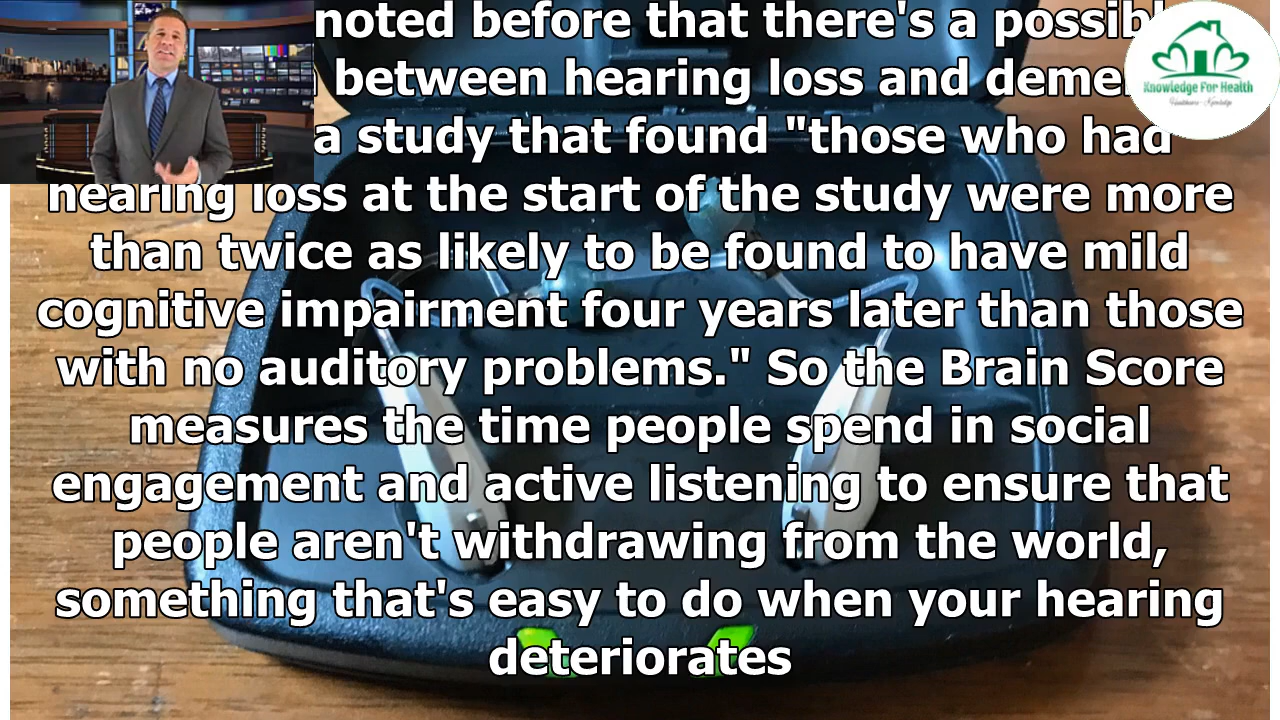 noted before that there's a
between hearing loss and
a study that found "those who had
hearing loss at the start of the study were more
than twice as likely to be found to have mild
cognitive impairment four years later than those
with no auditory problems." So the Brain Score
measures the time people spend in social
engagement and active listening to ensure that
people aren't withdrawing from the world,
something that's easy to do when your hearing
deteriorates
Knowledge For Health